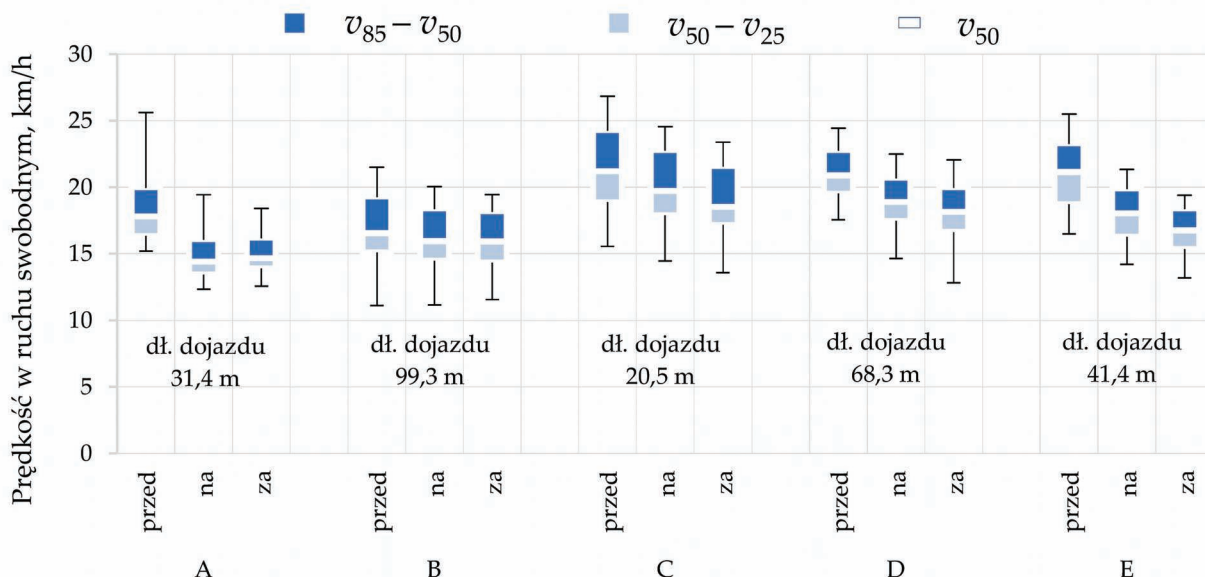 v85 – v50 v50 – v25 v50
Prędkość w ruchu swobodnym, km/h
30
25
20
15
10
5
0
dł. dojazdu
31,4 m
dł. dojazdu
99,3 m
dł. dojazdu
20,5 m
dł. dojazdu
68,3 m
dł. dojazdu
41,4 m
przed na za przed na za przed na za przed na za przed na za
A B C D E